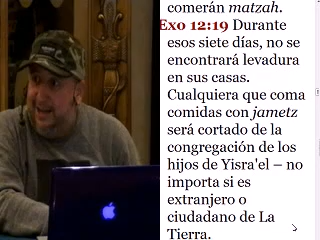 comerán matzah.
Exo 12:19 Durante
esos siete días, no se
encontrará levadura
en sus casas.
Cualquiera que coma
comidas con jametz
será cortado de la
congregación de los
hijos de Yisra'el – no
importa si es
extranjero o
ciudadano de La
Tierra.